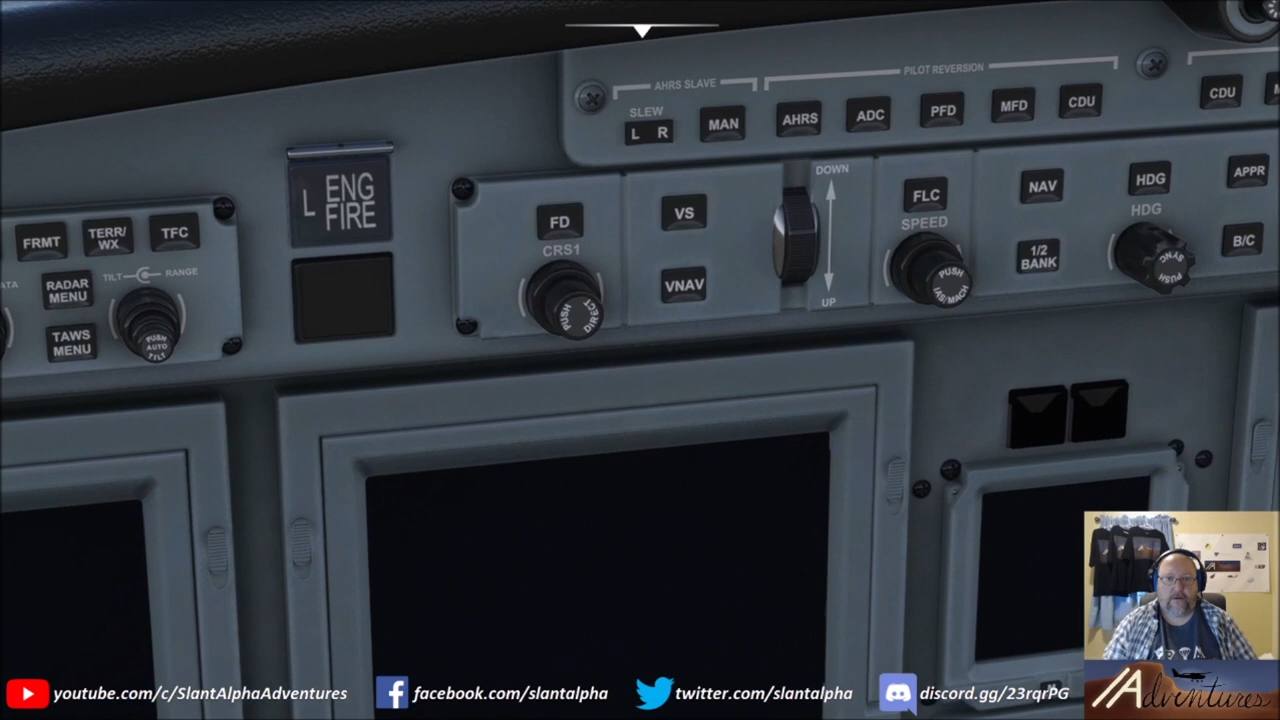 AHRS SLAVE
PILOT REVERSION
SLEW
L R
MAN
AHRS
ADC
PFD
MFD
CDU
CDU
L ENG
FIRE
FRMT
TERR/
WX
TFC
TILT
RANGE
RADAR
MENU
TAWS
MENU
PUSH
AUTO
TILT
FD
CRS1
PUSH
DIRECT
VS
VNAV
DOWN
UP
FLC
SPEED
PUSH
IAS/MACH
NAV
1/2
BANK
HDG
HDG
PUSH
SYNC
APPR
B/C
youtube.com/c/SlantAlphaAdventures
facebook.com/slantalpha
twitter.com/slantalpha
discord.gg/23rqrPG
Adventures